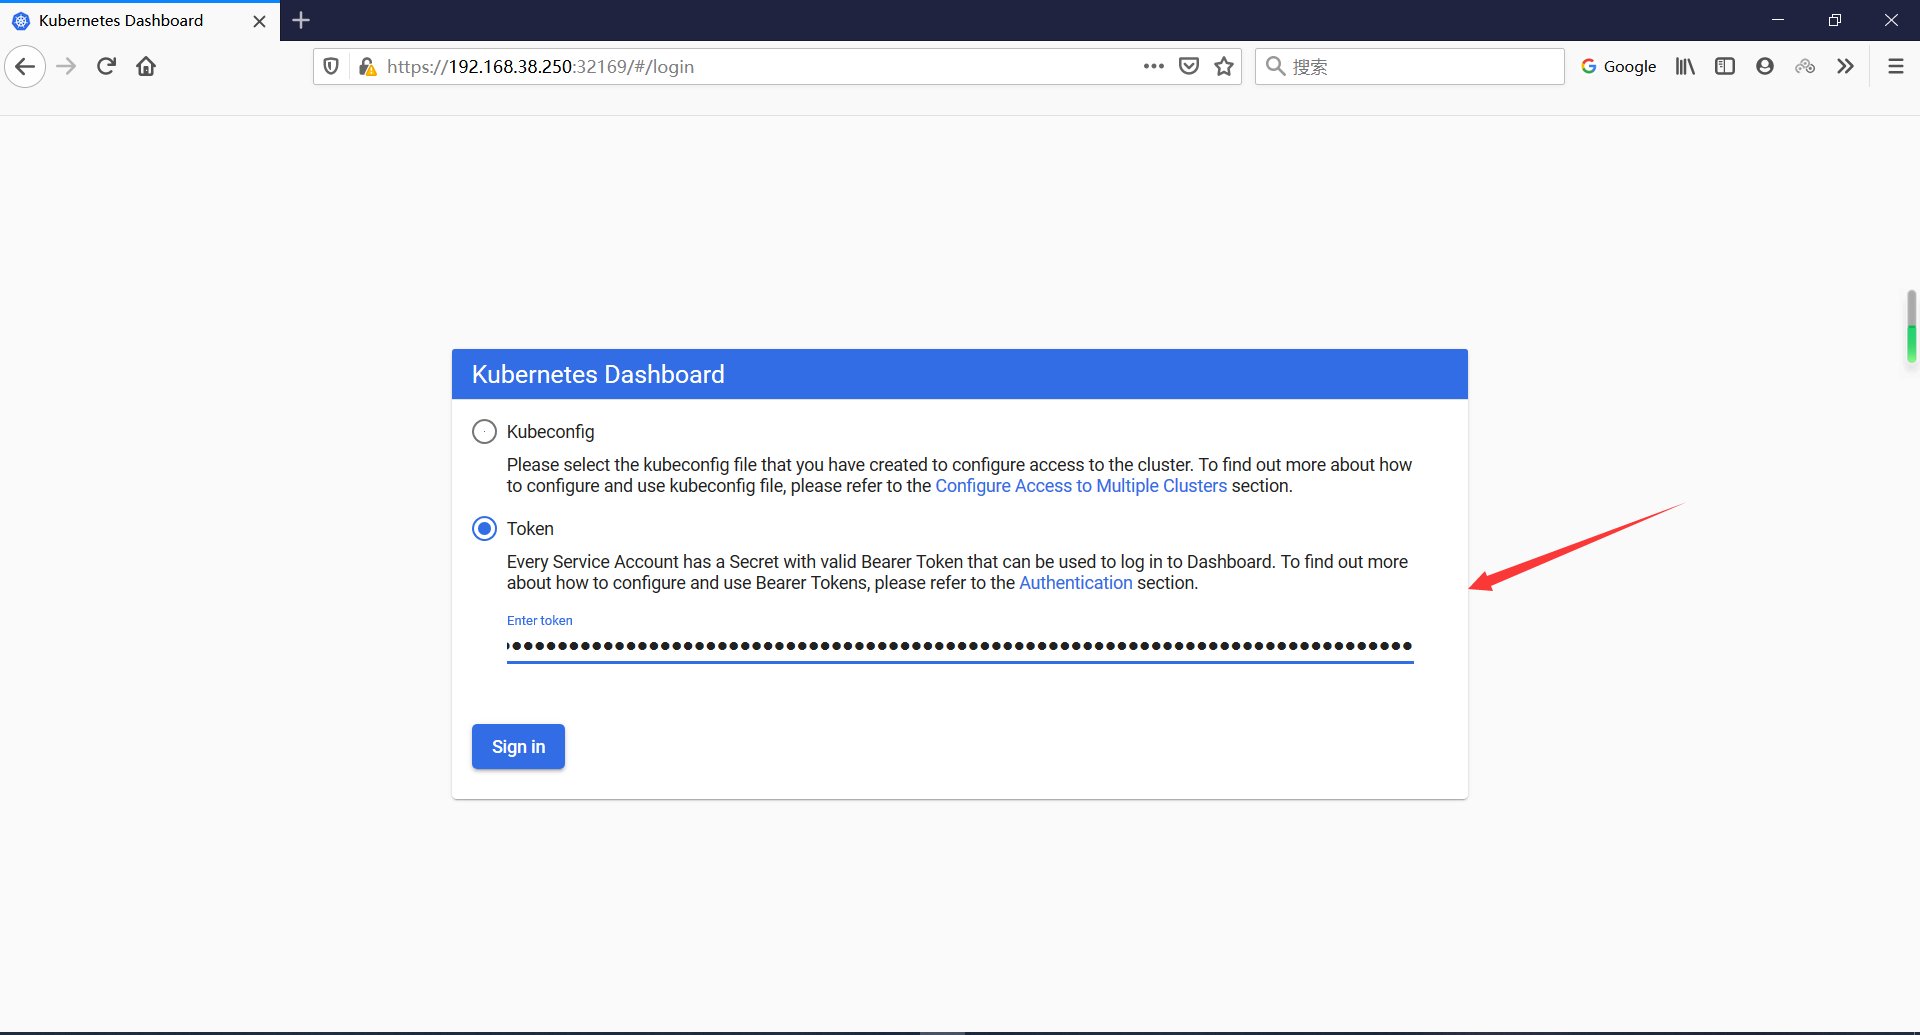 Kubernetes Dashboard
https://192.168.38.250:32169/#/login
搜索
Google
Kubernetes Dashboard
Kubeconfig
Please select the kubeconfig file that you have created to configure access to the cluster. To find out more about how
to configure and use kubeconfig file, please refer to the Configure Access to Multiple Clusters section.
Token
Every Service Account has a Secret with valid Bearer Token that can be used to log in to Dashboard. To find out more
about how to configure and use Bearer Tokens, please refer to the Authentication section.
Enter token
Sign in